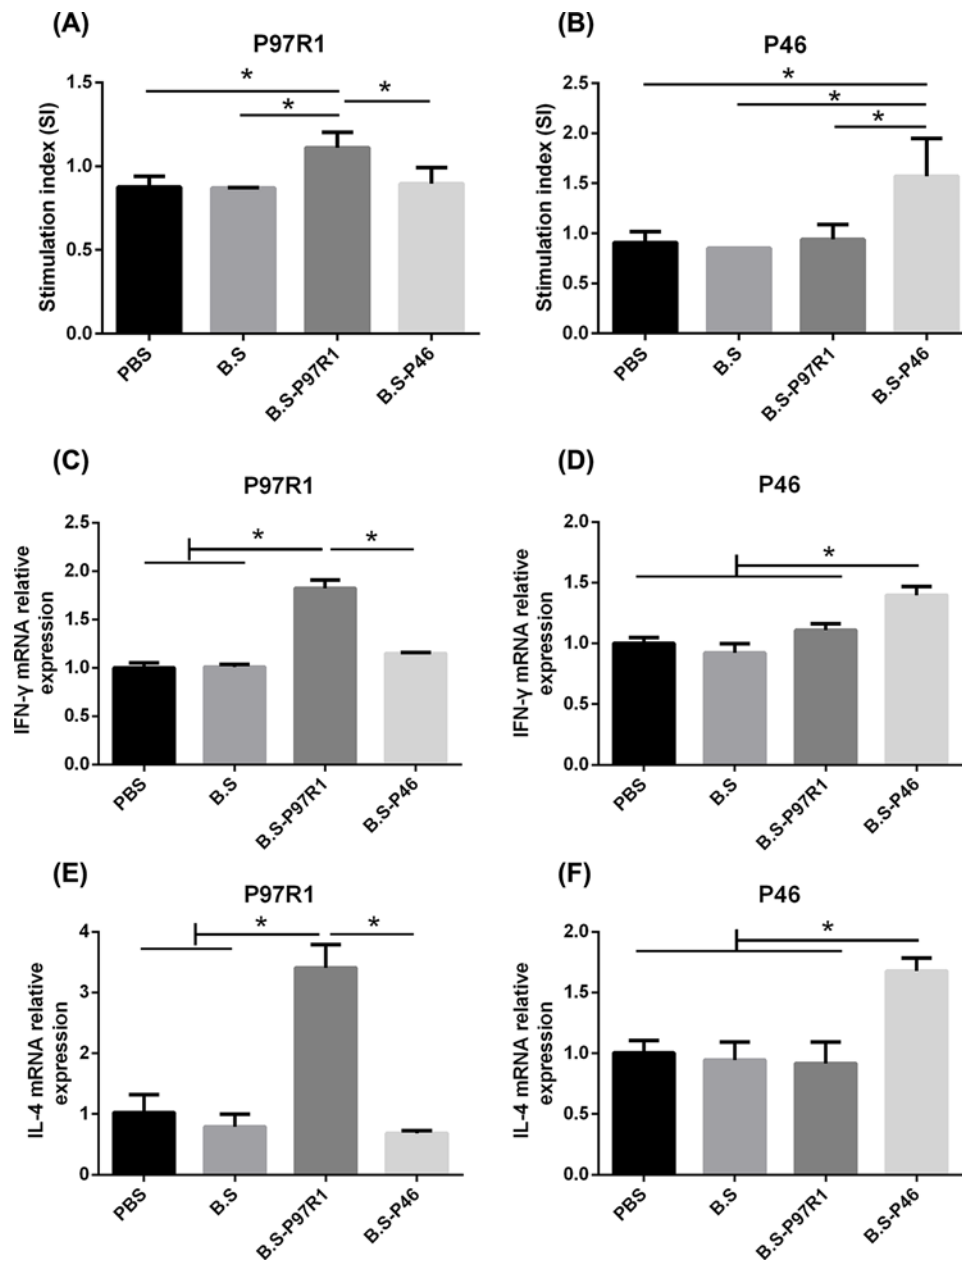 (A)
P97R1
Stimulation index (SI)
1.5
1.0
0.5
0.0
*
*
*
PBS
B.S
B.S-P97R1
B.S-P46
(B)
P46
Stimulation index (SI)
2.5
2.0
1.5
1.0
0.5
0.0
*
*
*
PBS
B.S
B.S-P97R1
B.S-P46
(C)
P97R1
IFN-γ mRNA relative
expression
2.5
2.0
1.5
1.0
0.5
0.0
*
*
PBS
B.S
B.S-P97R1
B.S-P46
(D)
P46
IFN-γ mRNA relative
expression
2.0
1.5
1.0
0.5
0.0
*
PBS
B.S
B.S-P97R1
B.S-P46
(E)
P97R1
IL-4 mRNA relative
expression
4
3
2
1
0
*
*
PBS
B.S
B.S-P97R1
B.S-P46
(F)
P46
IL-4 mRNA relative
expression
2.0
1.5
1.0
0.5
0.0
*
PBS
B.S
B.S-P97R1
B.S-P46